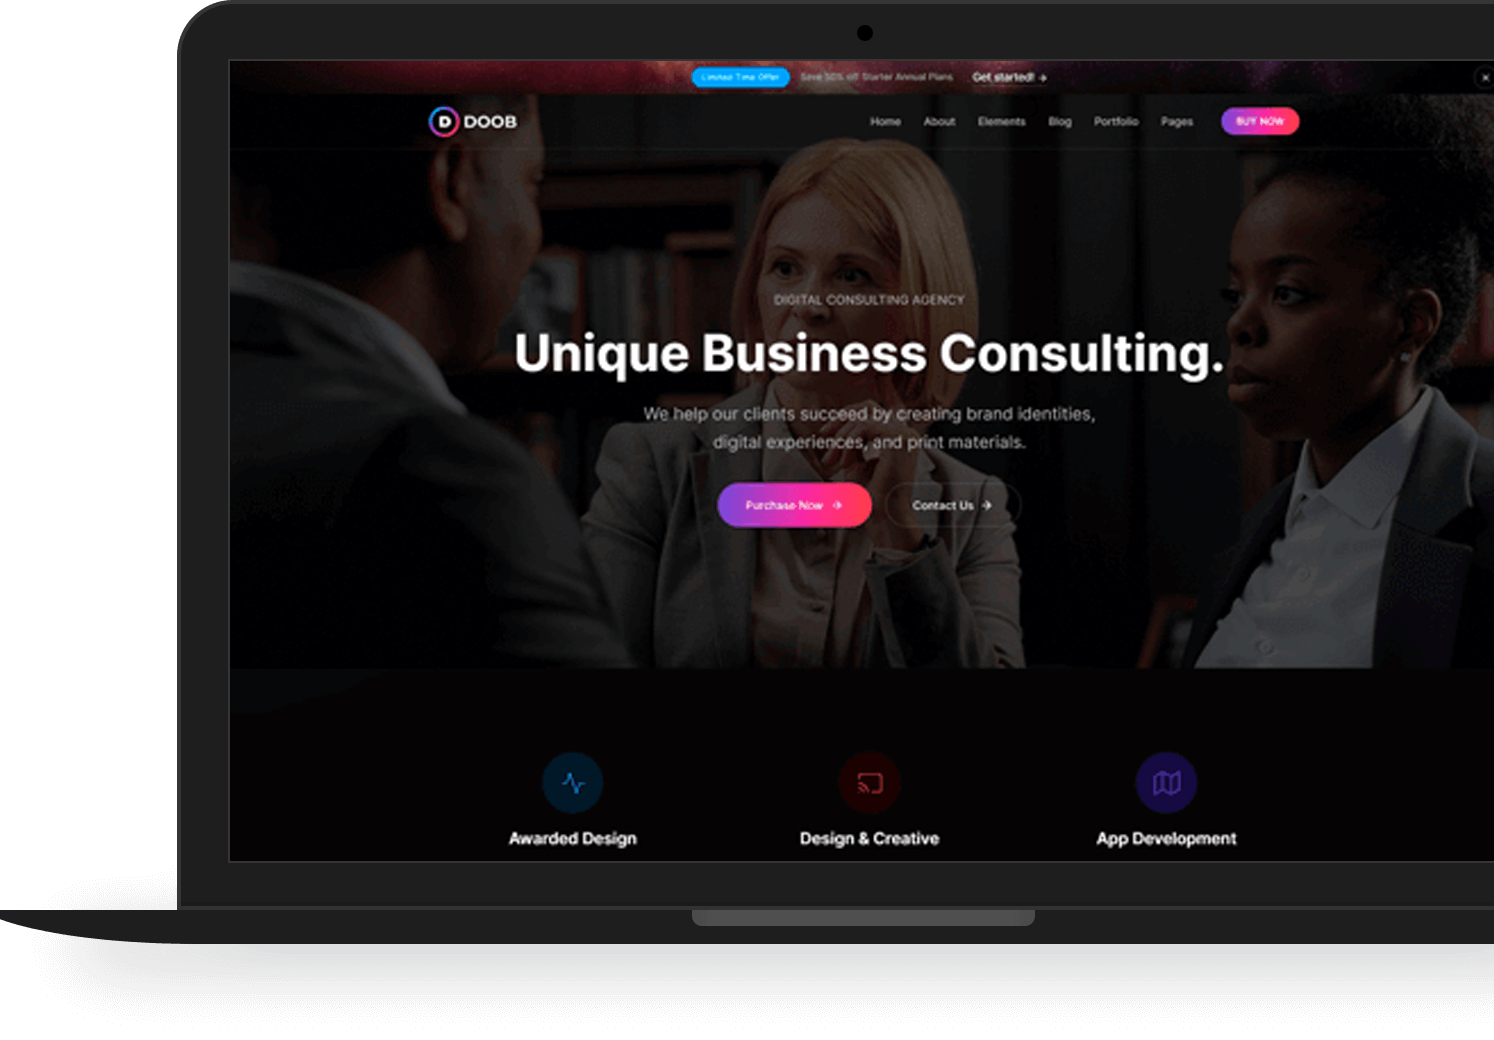 Limited Time Offer Save 50% off Starter Annual Plans Get started! →
D DOOB Home About Elements Blog Portfolio Pages BUY NOW
DIGITAL CONSULTING AGENCY
Unique Business Consulting.
We help our clients succeed by creating brand identities,
digital experiences, and print materials.
Purchase Now → Contact Us →
Awarded Design Design & Creative App Development